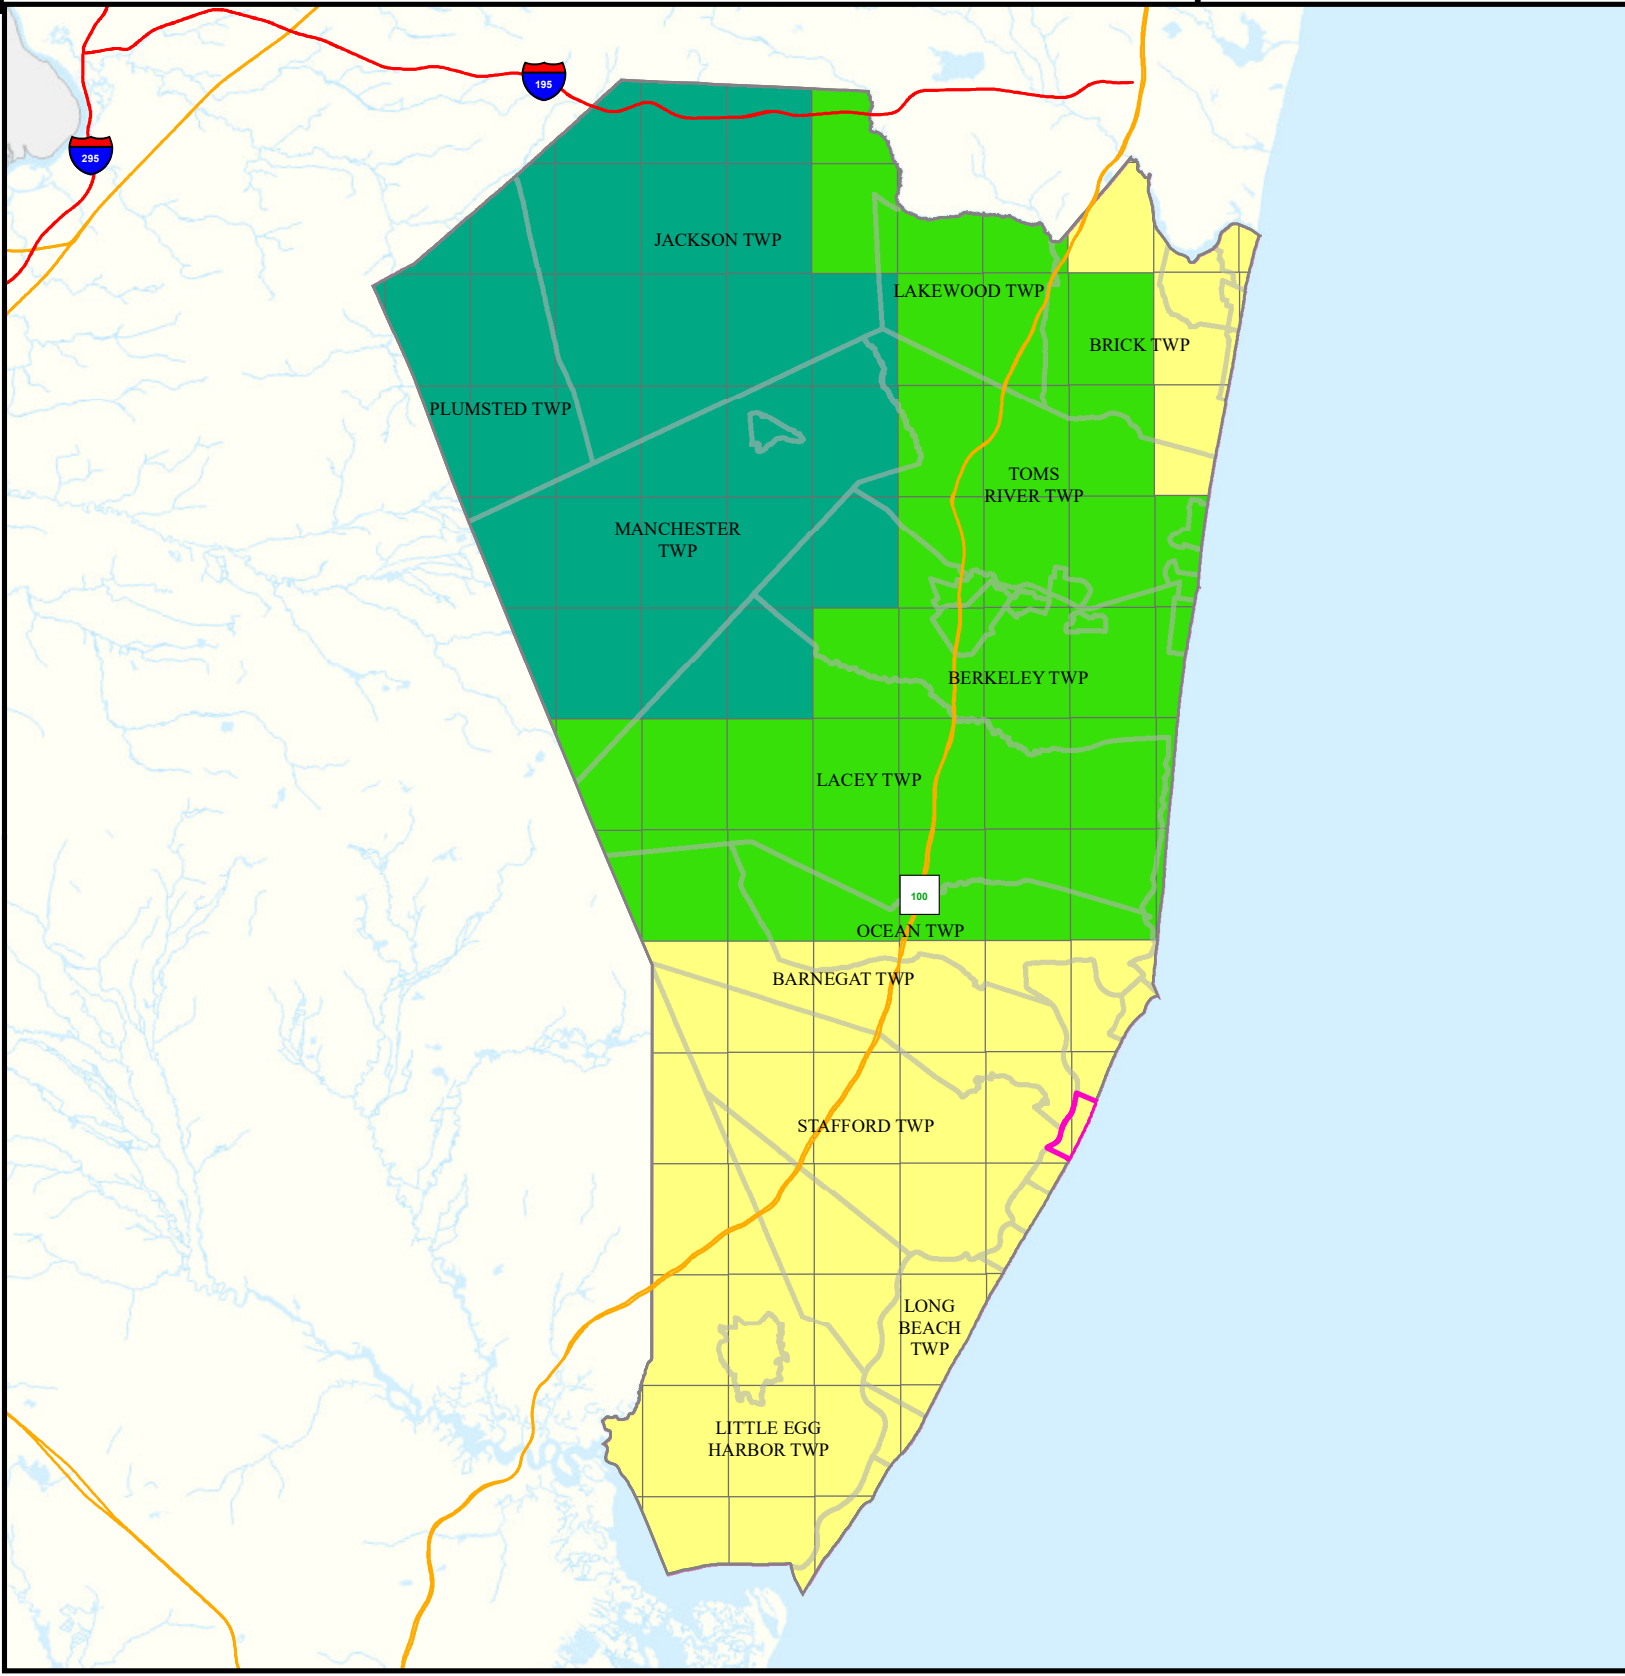 195
295
JACKSON TWP
LAKEWOOD TWP
BRICK TWP
PLUMSTED TWP
TOMS
RIVER TWP
MANCHESTER
TWP
BERKELEY TWP
LACEY TWP
100
OCEAN TWP
BARNEGAT TWP
STAFFORD TWP
LONG
BEACH
TWP
LITTLE EGG
HARBOR TWP